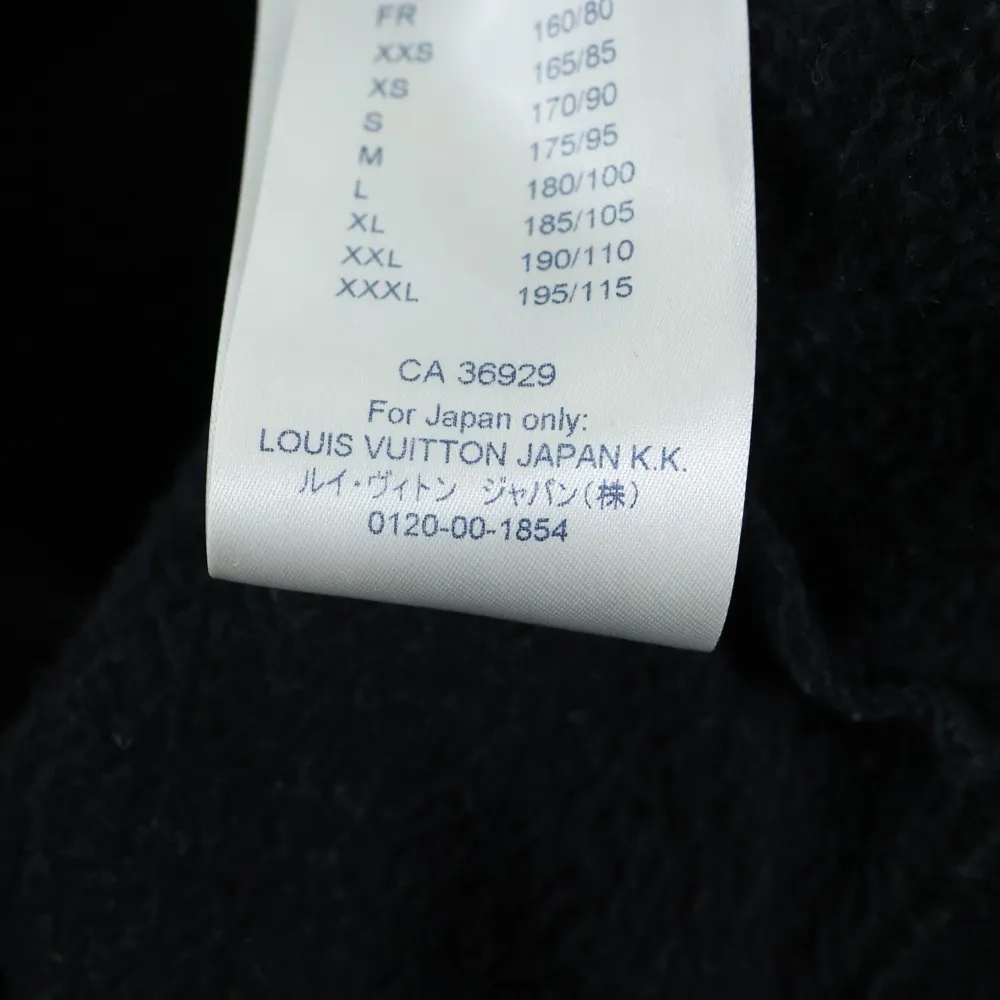 FR
XXS 160/80
XS 165/85
S 170/90
M 175/95
L 180/100
XL 185/105
XXL 190/110
XXXL 195/115
CA 36929
For Japan only:
LOUIS VUITTON JAPAN K.K.
ルイ・ヴィトン ジャパン(株)
0120-00-1854